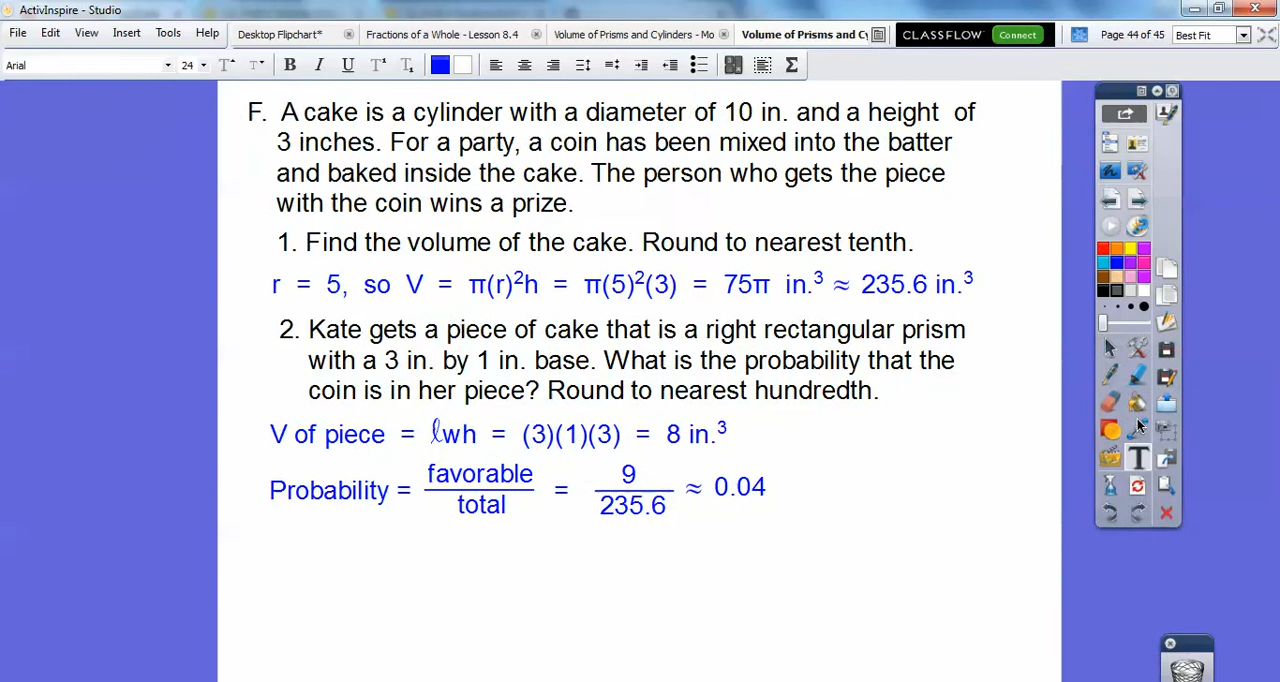 ActivInspire - Studio
File Edit View Insert Tools Help Desktop Flipchart* Fractions of a Whole - Lesson 8.4 Volume of Prisms and Cylinders - Mo Volume of Prisms and Cy CLASSFLOW Connect Page 44 of 45 Best Fit
Arial 24 T T B I U T T Σ
F. A cake is a cylinder with a diameter of 10 in. and a height of
3 inches. For a party, a coin has been mixed into the batter
and baked inside the cake. The person who gets the piece
with the coin wins a prize.
1. Find the volume of the cake. Round to nearest tenth.
r = 5, so V = π(r)²h = π(5)²(3) = 75π in.³ ≈ 235.6 in.³
2. Kate gets a piece of cake that is a right rectangular prism
with a 3 in. by 1 in. base. What is the probability that the
coin is in her piece? Round to nearest hundredth.
V of piece = ℓwh = (3)(1)(3) = 8 in.³
Probability = favorable/total = 9/235.6 ≈ 0.04
T